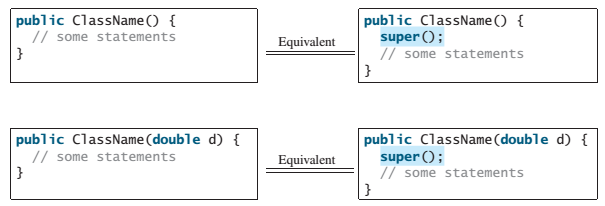 public ClassName() {
// some statements
}
Equivalent
public ClassName() {
super();
// some statements
}
public ClassName(double d) {
// some statements
}
Equivalent
public ClassName(double d) {
super();
// some statements
}